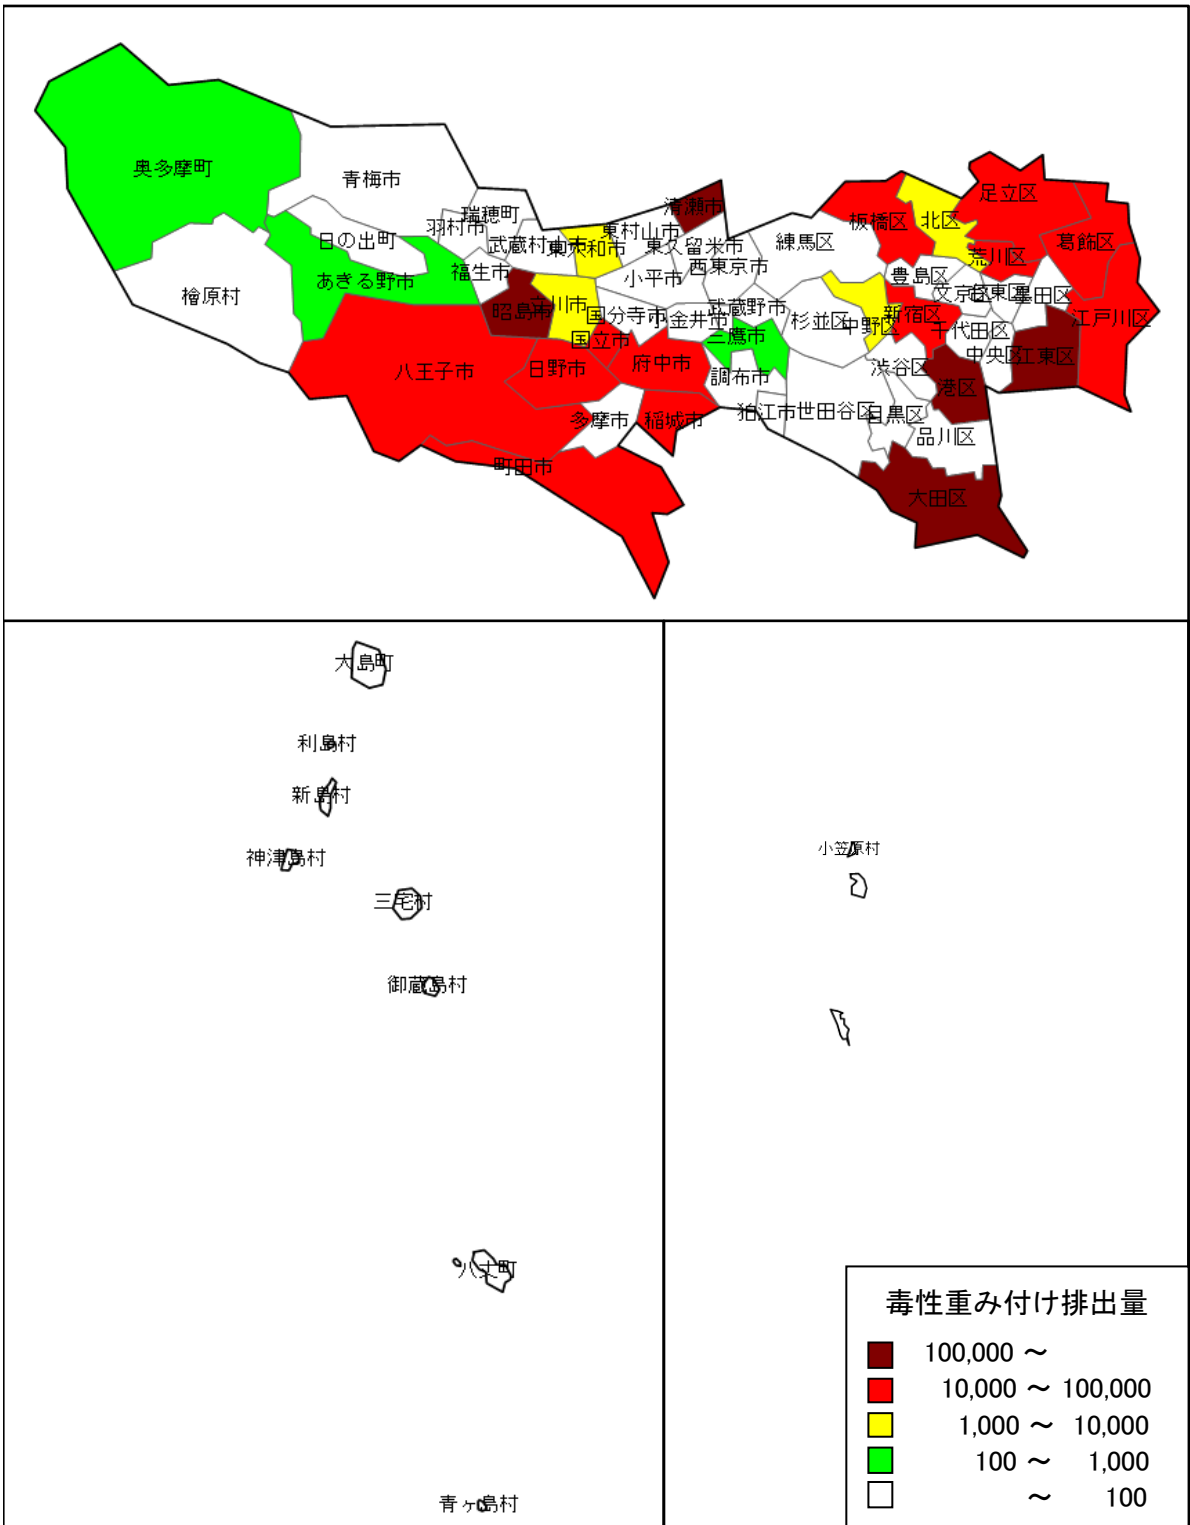 奥多摩町
青梅市
瑞穂町
羽村市
日の出町
あきる野市
檜原村
福生市
武蔵村山市
東大和市
東村山市
清瀬市
東久留米市
小平市
西東京市
昭島市
立川市
国分寺市
小金井市
武蔵野市
国立市
三鷹市
八王子市
日野市
府中市
調布市
多摩市
稲城市
狛江市
町田市
練馬区
板橋区
北区
足立区
荒川区
葛飾区
豊島区
文京区
台東区
墨田区
杉並区
中野区
新宿区
千代田区
江戸川区
渋谷区
中央区
江東区
港区
世田谷区
目黒区
品川区
大田区
大島町
利島村
新島村
神津島村
三宅村
御蔵島村
八丈町
青ヶ島村
小笠原村
毒性重み付け排出量
100,000 ～
10,000 ～ 100,000
1,000 ～ 10,000
100 ～ 1,000
～ 100